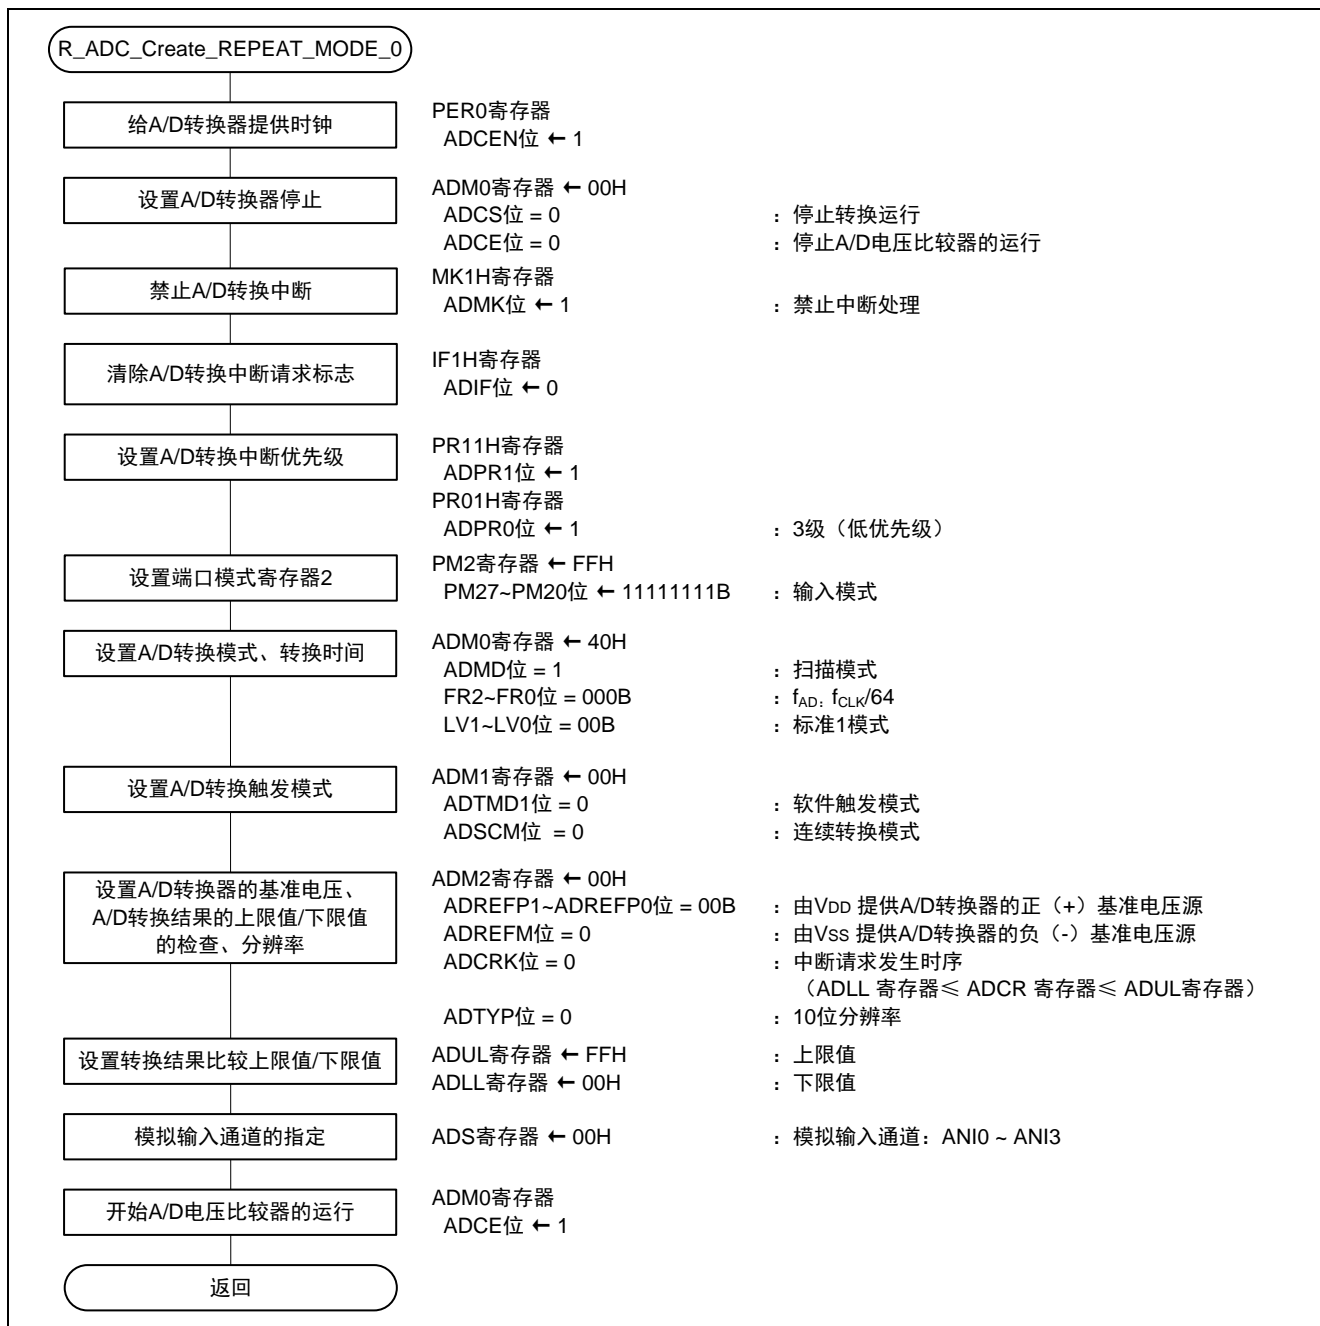 R_ADC_Create_REPEAT_MODE_0
给A/D转换器提供时钟
PER0寄存器
ADCEN位 ← 1
设置A/D转换器停止
ADM0寄存器 ← 00H
ADCS位 = 0 ：停止转换运行
ADCE位 = 0 ：停止A/D电压比较器的运行
禁止A/D转换中断
MK1H寄存器
ADMK位 ← 1 ：禁止中断处理
清除A/D转换中断请求标志
IF1H寄存器
ADIF位 ← 0
设置A/D转换中断优先级
PR11H寄存器
ADPR1位 ← 1
PR01H寄存器
ADPR0位 ← 1 ：3级（低优先级）
设置端口模式寄存器2
PM2寄存器 ← FFH
PM27~PM20位 ← 11111111B ：输入模式
设置A/D转换模式、转换时间
ADM0寄存器 ← 40H
ADMD位 = 1 ：扫描模式
FR2~FR0位 = 000B ：fAD：fCLK/64
LV1~LV0位 = 00B ：标准1模式
设置A/D转换触发模式
ADM1寄存器 ← 00H
ADTMD1位 = 0 ：软件触发模式
ADSCM位 = 0 ：连续转换模式
设置A/D转换器的基准电压、
A/D转换结果的上限值/下限值
的检查、分辨率
ADM2寄存器 ← 00H
ADREFP1~ADREFP0位 = 00B ：由VDD 提供A/D转换器的正（+）基准电压源
ADREFM位 = 0 ：由VSS 提供A/D转换器的负（-）基准电压源
ADCRK位 = 0 ：中断请求发生时序
（ADLL 寄存器≤ ADCR 寄存器≤ ADUL寄存器）
ADTYP位 = 0 ：10位分辨率
设置转换结果比较上限值/下限值
ADUL寄存器 ← FFH ：上限值
ADLL寄存器 ← 00H ：下限值
模拟输入通道的指定
ADS寄存器 ← 00H ：模拟输入通道：ANI0 ~ ANI3
开始A/D电压比较器的运行
ADM0寄存器
ADCE位 ← 1
返回